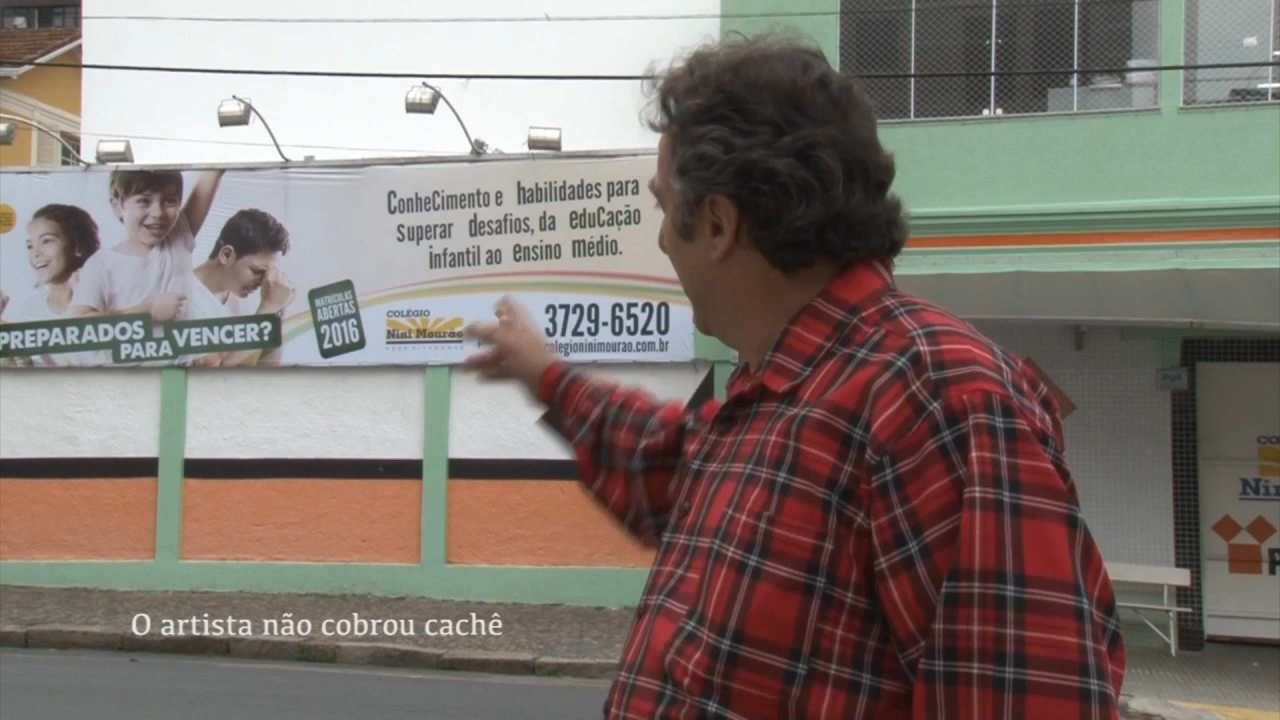 ConheCimento e habilidades para
superar desafios, da eduCação
infantil ao ensino médio.
PREPARADOS
PARA VENCER?
MATRÍCULAS
ABERTAS
2016
COLÉGIO
Nini Mourão
3729-6520
colegioninimourao.com.br
O artista não cobrou cachê